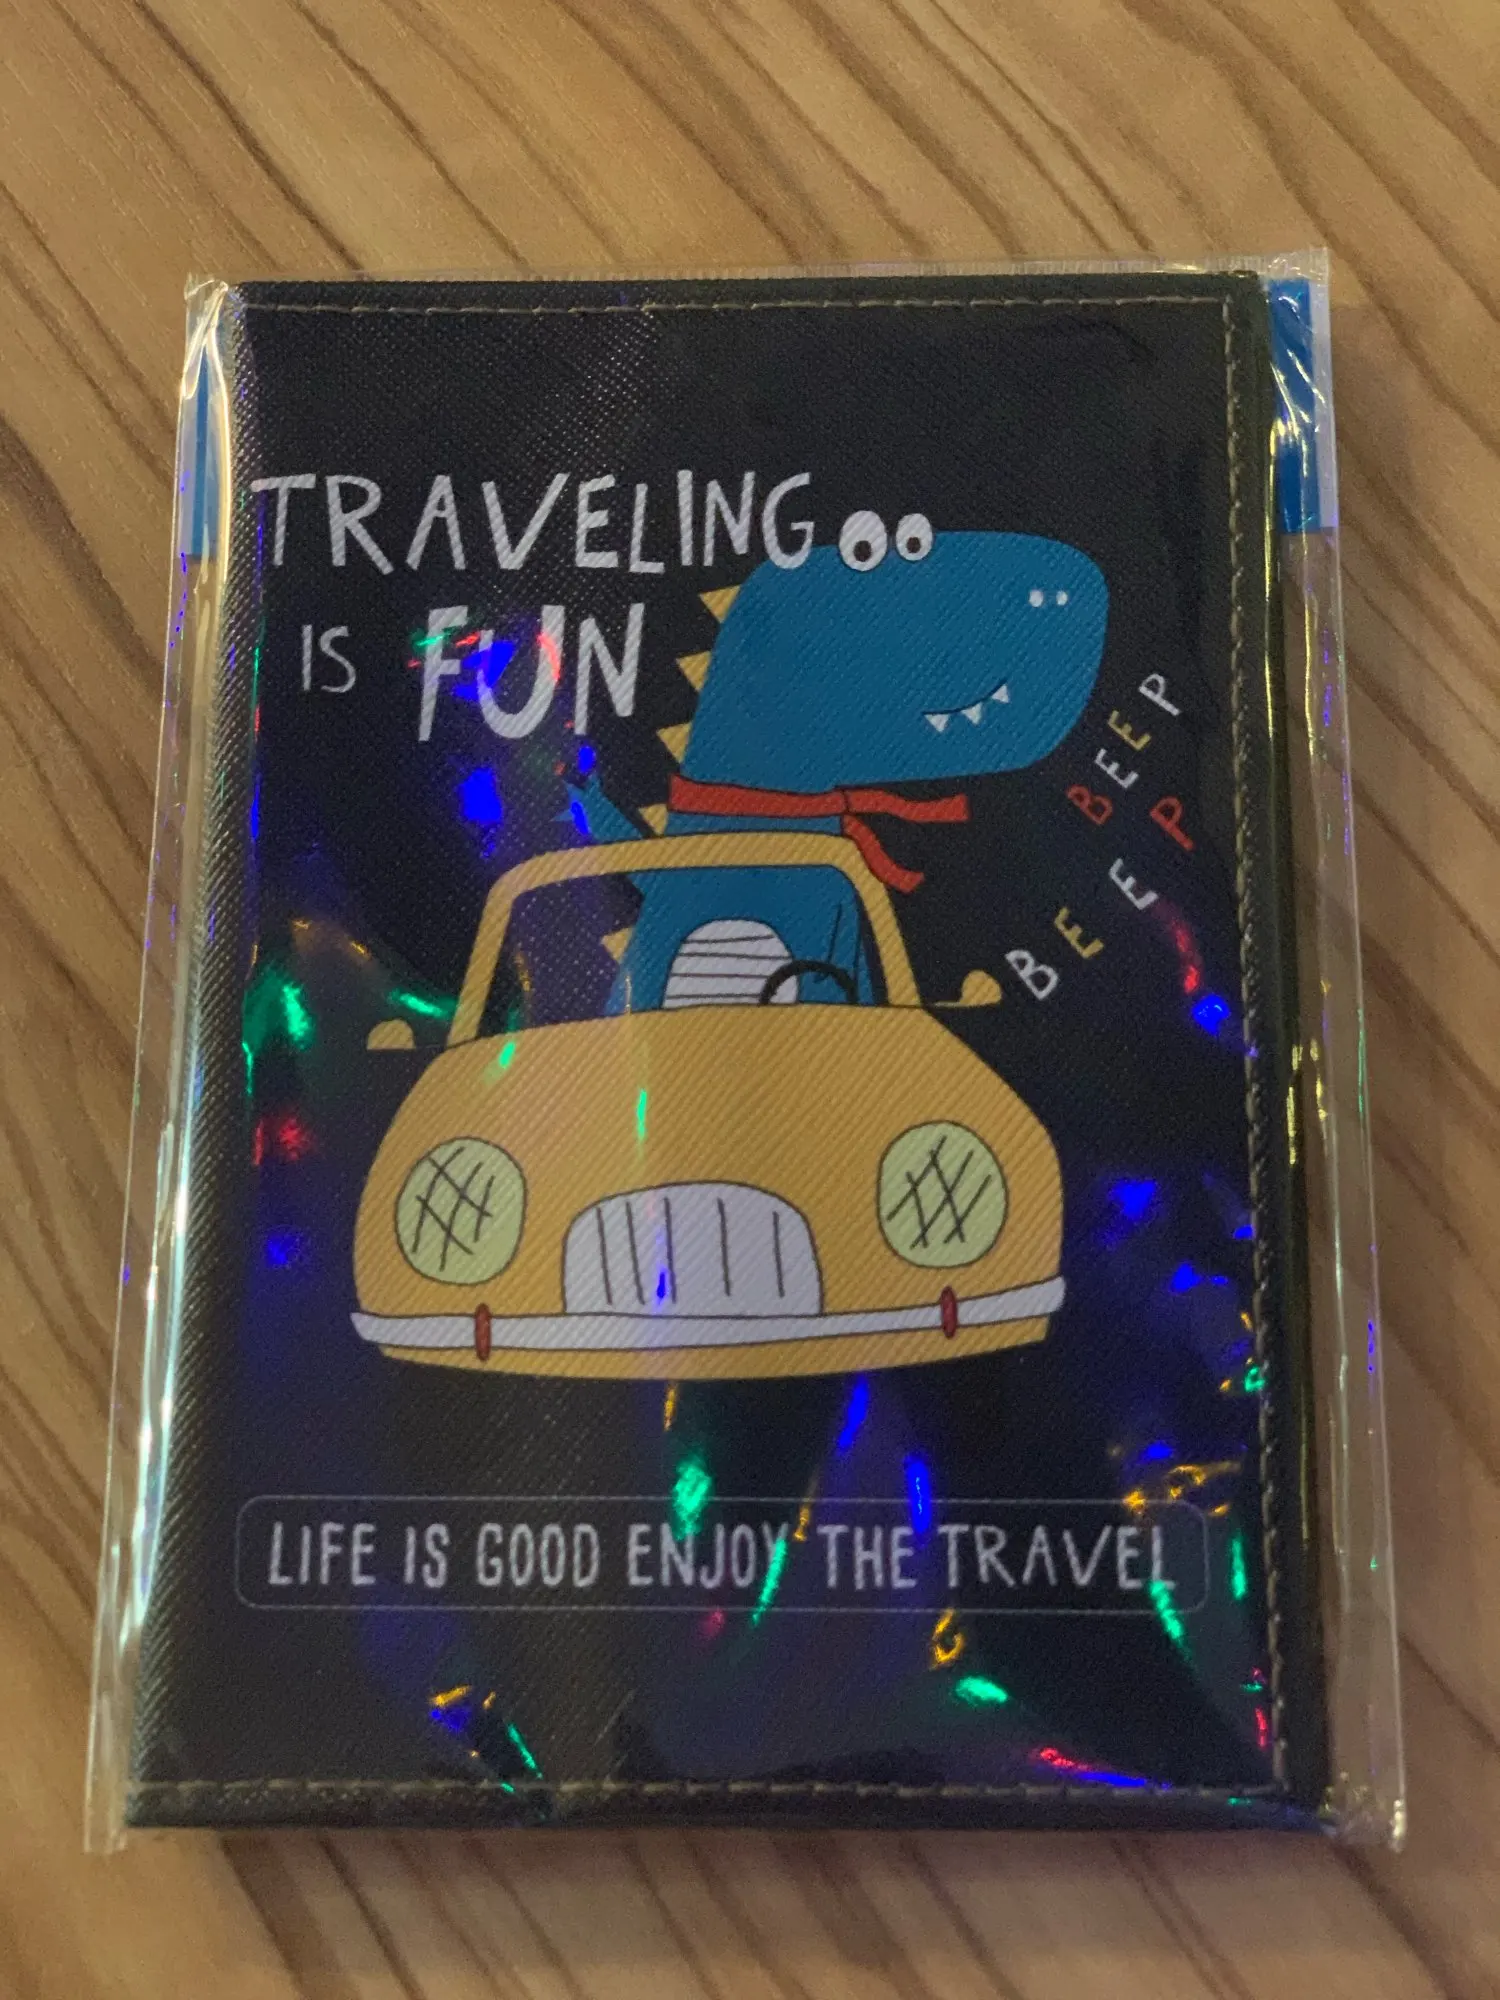 TRAVELING
IS FUN
BEEP
BEEP
LIFE IS GOOD ENJOY THE TRAVEL